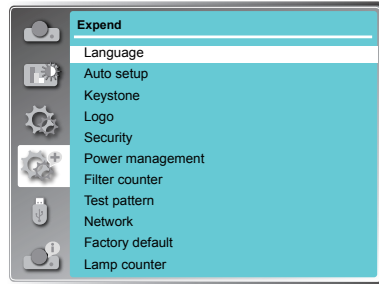 Expend
Language
Auto setup
Keystone
Logo
Security
Power management
Filter counter
Test pattern
Network
Factory default
Lamp counter